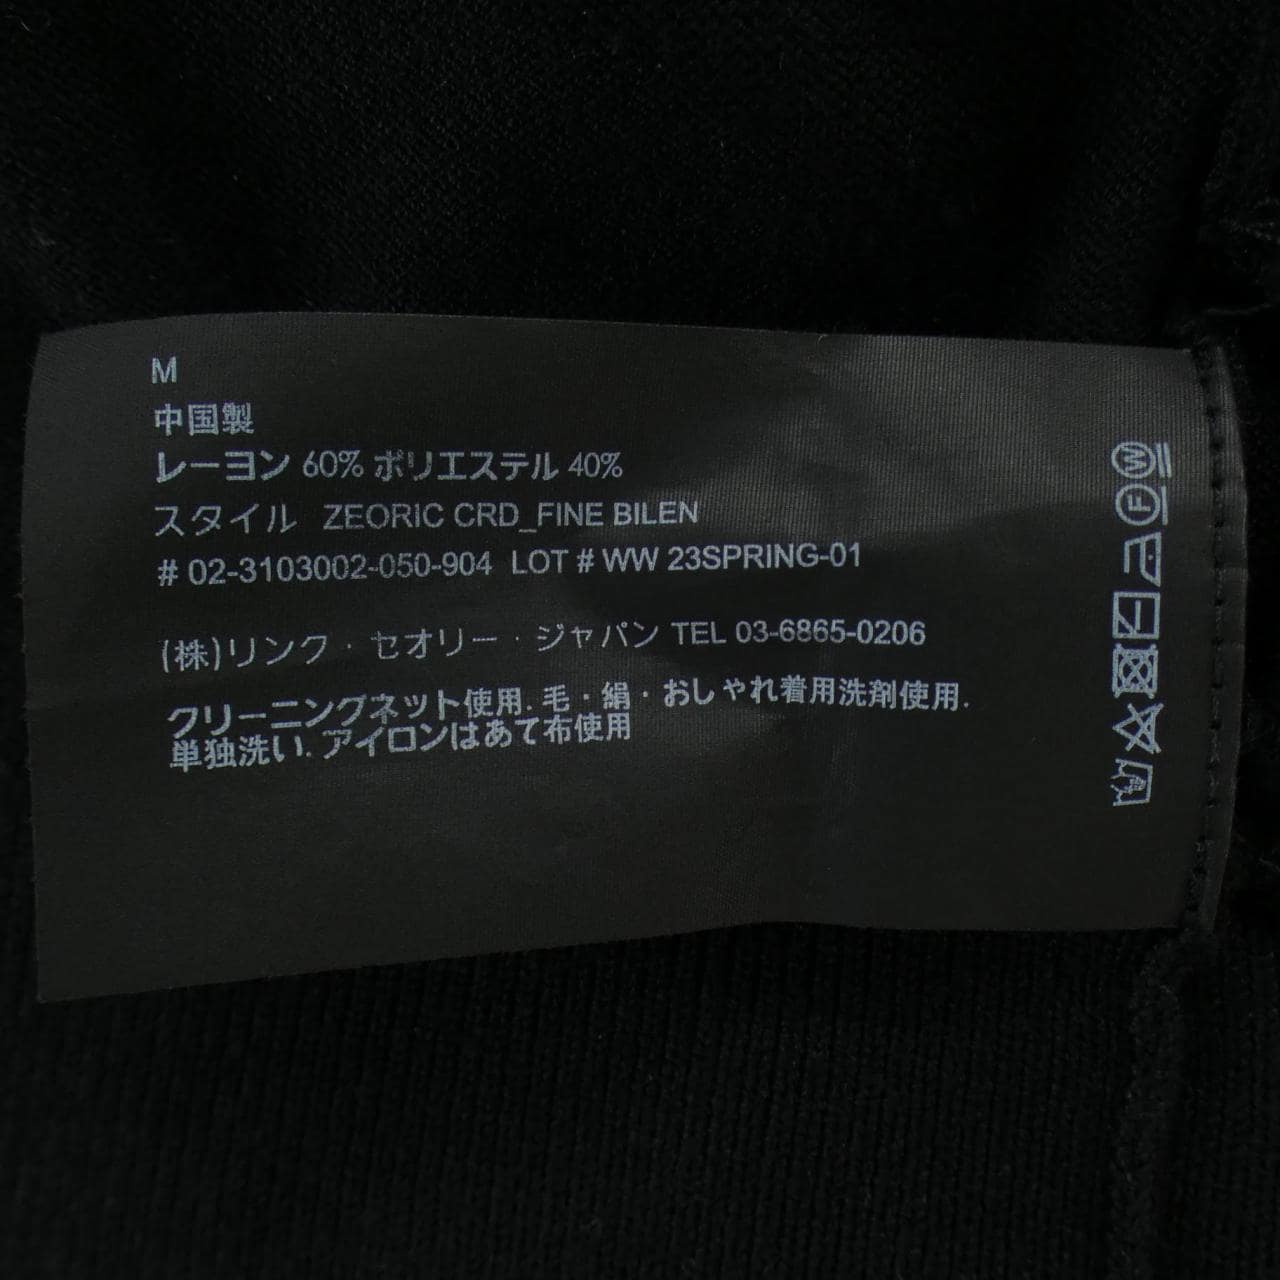 M
中国製
レーヨン 60% ポリエステル 40%
スタイル ZEORIC CRD_FINE BILEN
# 02-3103002-050-904 LOT # WW 23SPRING-01
(株)リンク・セオリー・ジャパン TEL 03-6865-0206
クリーニングネット使用. 毛・絹・おしゃれ着用洗剤使用.
単独洗い. アイロンはあて布使用
W
F